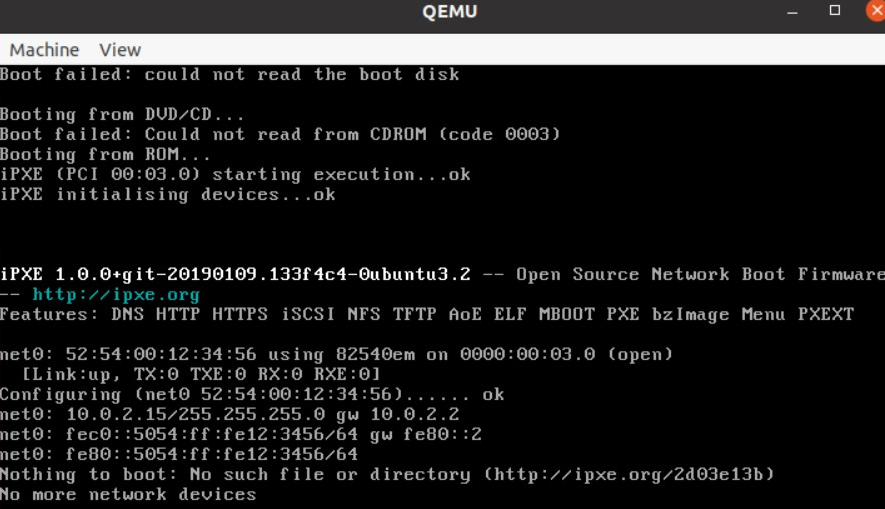 QEMU
Machine View
Boot failed: could not read the boot disk
Booting from DVD/CD...
Boot failed: Could not read from CDROM (code 0003)
Booting from ROM...
iPXE (PCI 00:03.0) starting execution...ok
iPXE initialising devices...ok
iPXE 1.0.0+git-20190109.133f4c4-0ubuntu3.2 -- Open Source Network Boot Firmware
-- http://ipxe.org
Features: DNS HTTP HTTPS iSCSI NFS TFTP AoE ELF MBOOT PXE bzImage Menu PXEXT
net0: 52:54:00:12:34:56 using 82540em on 0000:00:03.0 (open)
[Link:up, TX:0 TXE:0 RX:0 RXE:0]
Configuring (net0 52:54:00:12:34:56)...... ok
net0: 10.0.2.15/255.255.255.0 gw 10.0.2.2
net0: fec0::5054:ff:fe12:3456/64 gw fe80::2
net0: fe80::5054:ff:fe12:3456/64
Nothing to boot: No such file or directory (http://ipxe.org/2d03e13b)
No more network devices